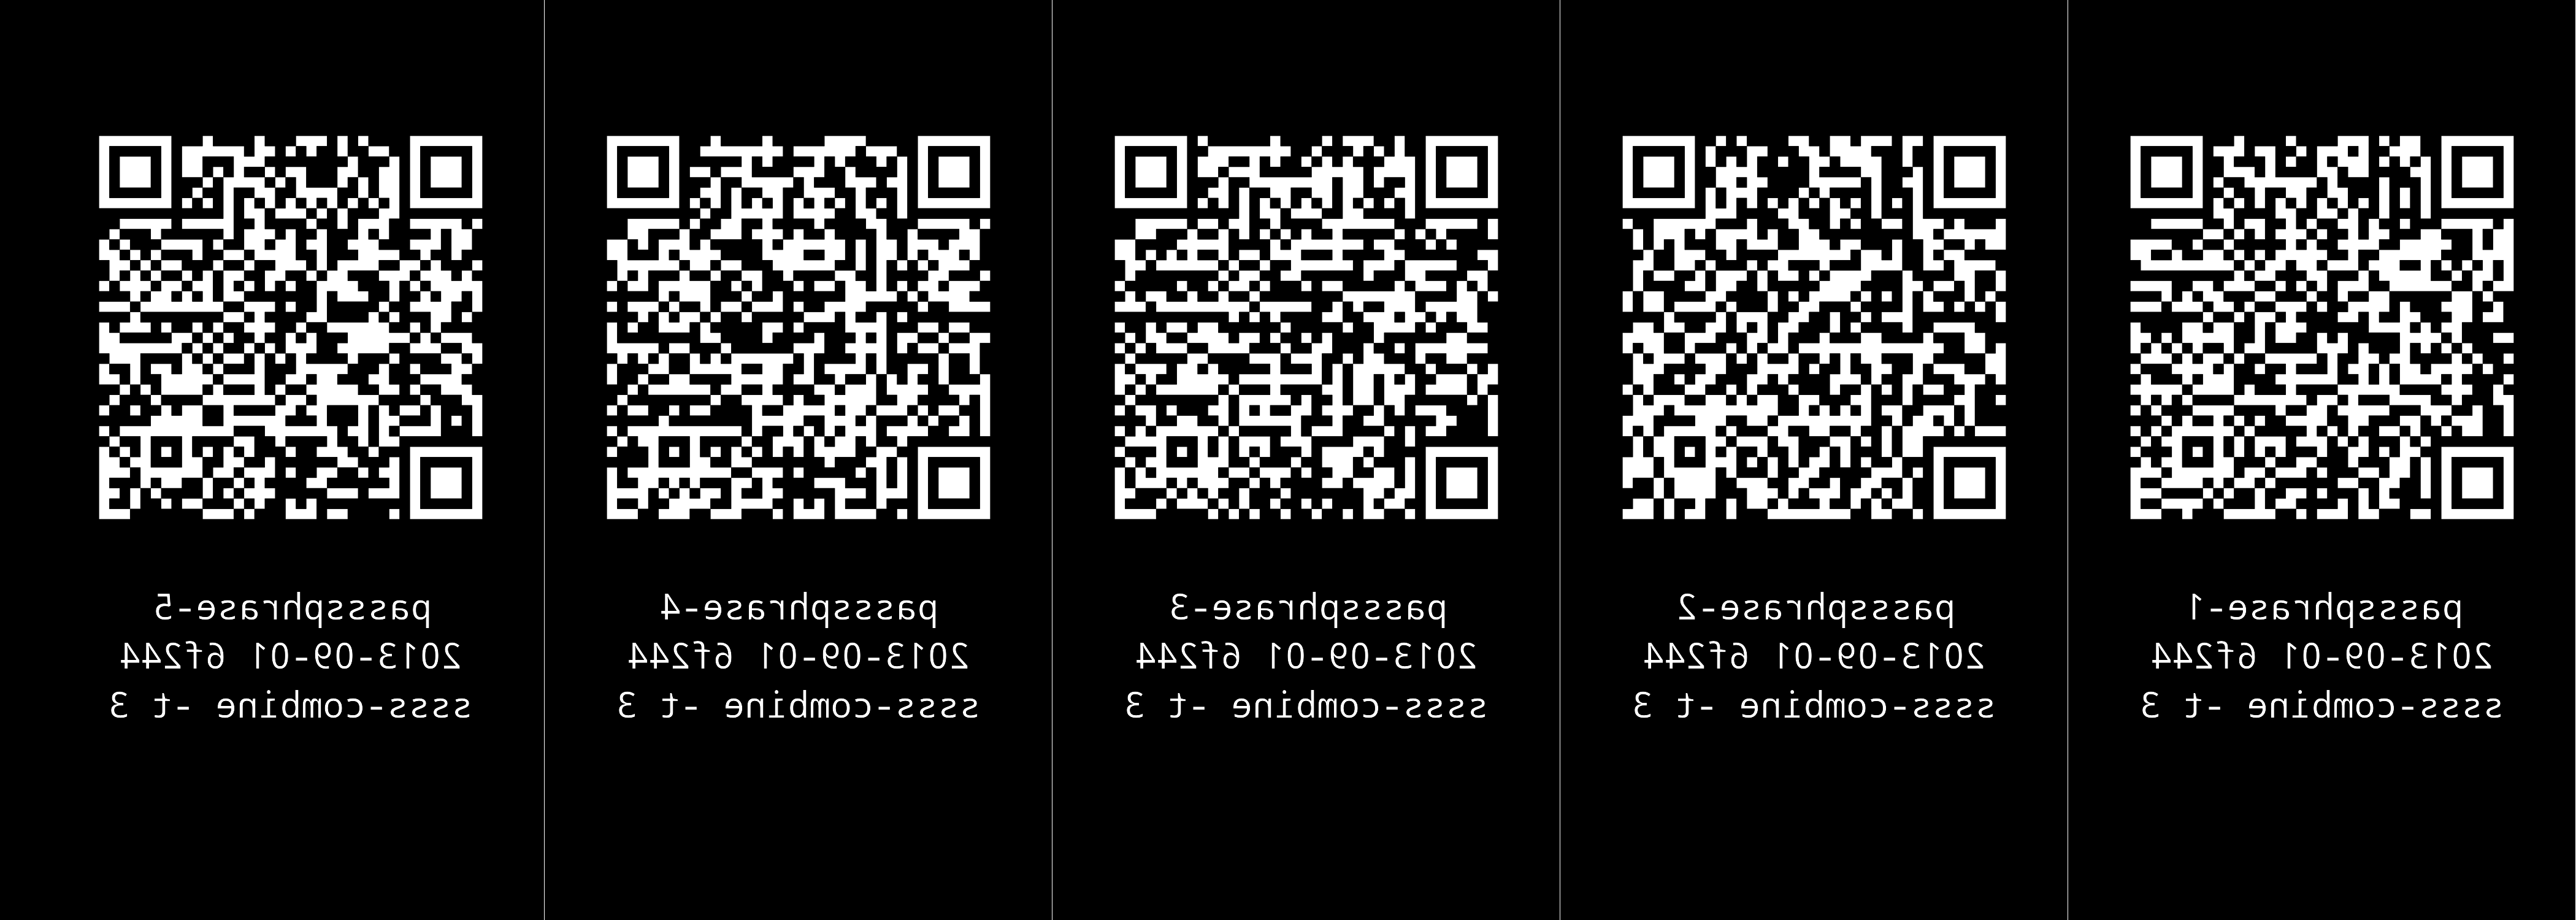 passphrase-5
2013-09-01 6f244
ssss-combine -t 3
passphrase-4
2013-09-01 6f244
ssss-combine -t 3
passphrase-3
2013-09-01 6f244
ssss-combine -t 3
passphrase-2
2013-09-01 6f244
ssss-combine -t 3
passphrase-1
2013-09-01 6f244
ssss-combine -t 3